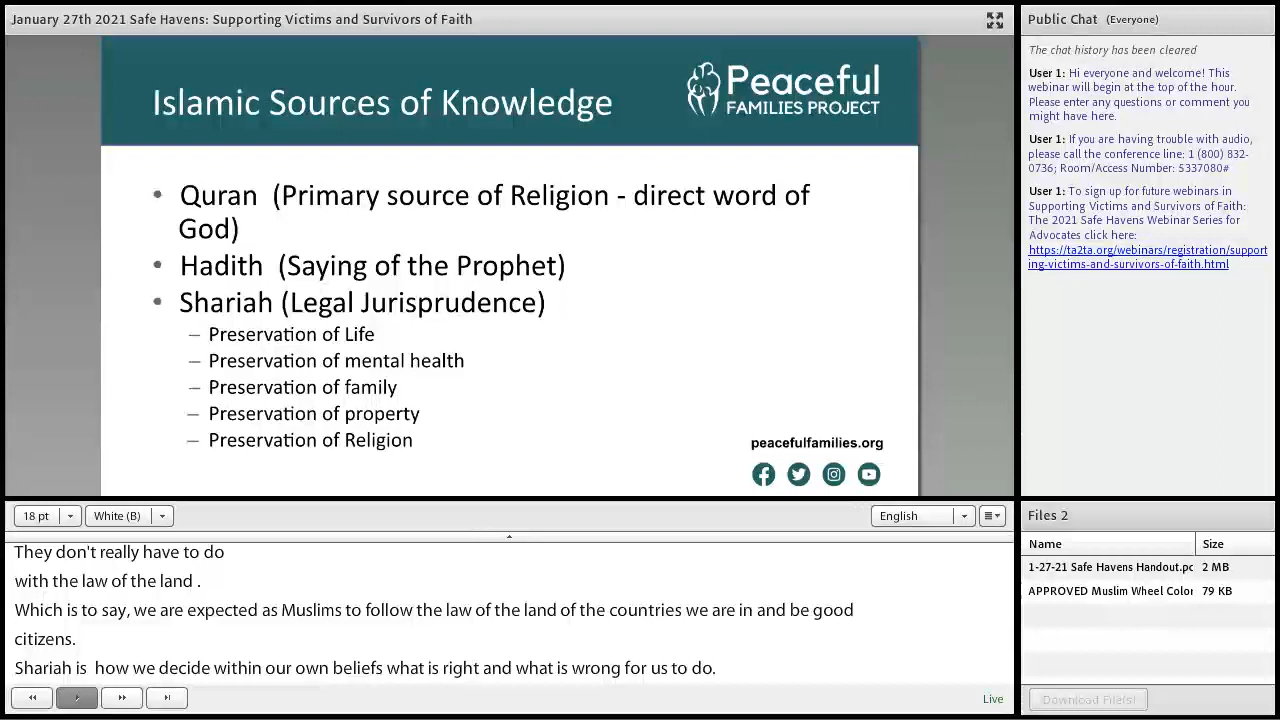 January 27th 2021 Safe Havens: Supporting Victims and Survivors of Faith
Islamic Sources of Knowledge
Peaceful
FAMILIES PROJECT
• Quran (Primary source of Religion - direct word of
God)
• Hadith (Saying of the Prophet)
• Shariah (Legal Jurisprudence)
– Preservation of Life
– Preservation of mental health
– Preservation of family
– Preservation of property
– Preservation of Religion
peacefulfamilies.org
18 pt
White (B)
English
They don't really have to do
with the law of the land .
Which is to say, we are expected as Muslims to follow the law of the land of the countries we are in and be good
citizens.
Shariah is how we decide within our own beliefs what is right and what is wrong for us to do.
Live
Public Chat (Everyone)
The chat history has been cleared
User 1: Hi everyone and welcome! This
webinar will begin at the top of the hour.
Please enter any questions or comment you
might have here.
User 1: If you are having trouble with audio,
please call the conference line: 1 (800) 832-
0736; Room/Access Number: 5337080#
User 1: To sign up for future webinars in
Supporting Victims and Survivors of Faith:
The 2021 Safe Havens Webinar Series for
Advocates click here:
https://ta2ta.org/webinars/registration/support
ing-victims-and-survivors-of-faith.html
Files 2
Name Size
1-27-21 Safe Havens Handout.pc 2 MB
APPROVED Muslim Wheel Color 79 KB
Download File(s)